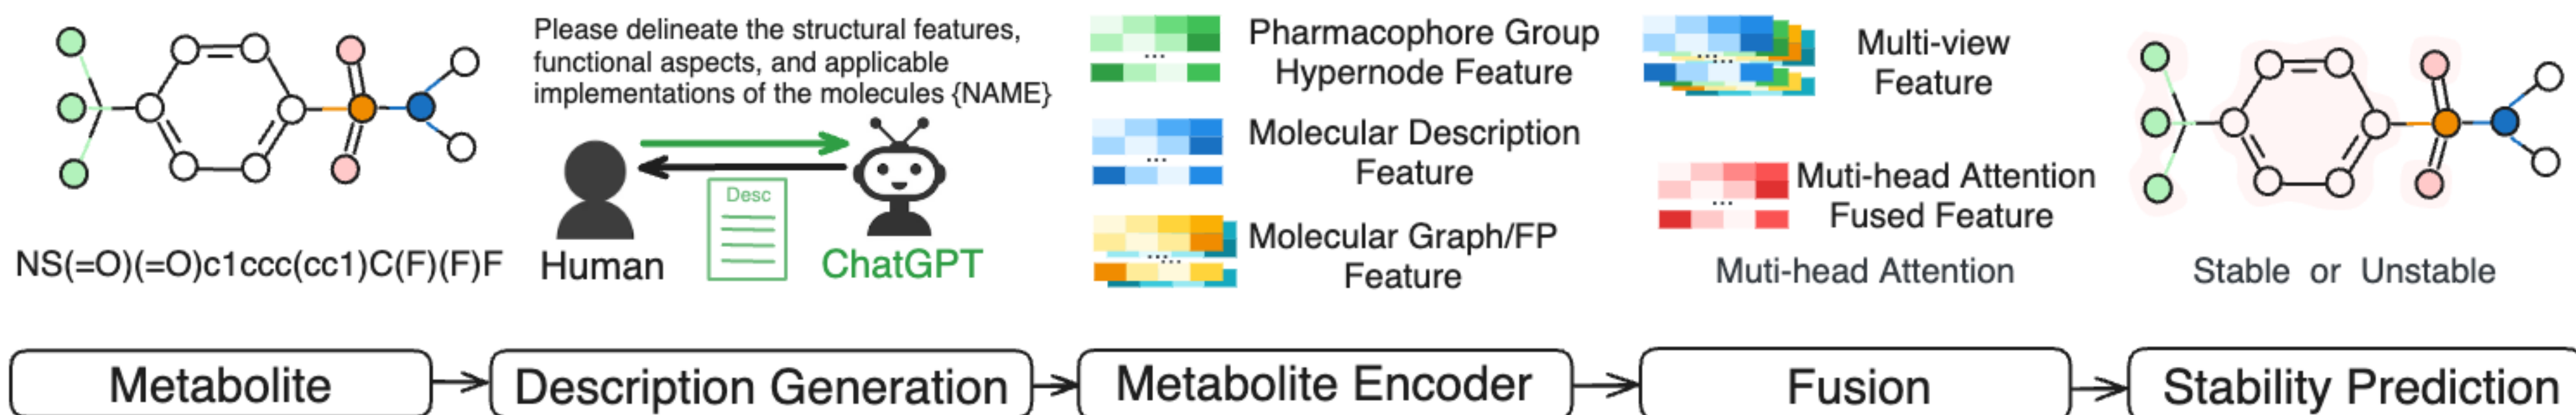 NS(=O)(=O)c1ccc(cc1)C(F)(F)F
Please delineate the structural features,
functional aspects, and applicable
implementations of the molecules {NAME}
Desc
Human
ChatGPT
Pharmacophore Group
Hypernode Feature
...
Molecular Description
Feature
...
Molecular Graph/FP
Feature
...
Multi-view
Feature
...
Muti-head Attention
Fused Feature
...
Muti-head Attention
Stable or Unstable
Metabolite
Description Generation
Metabolite Encoder
Fusion
Stability Prediction